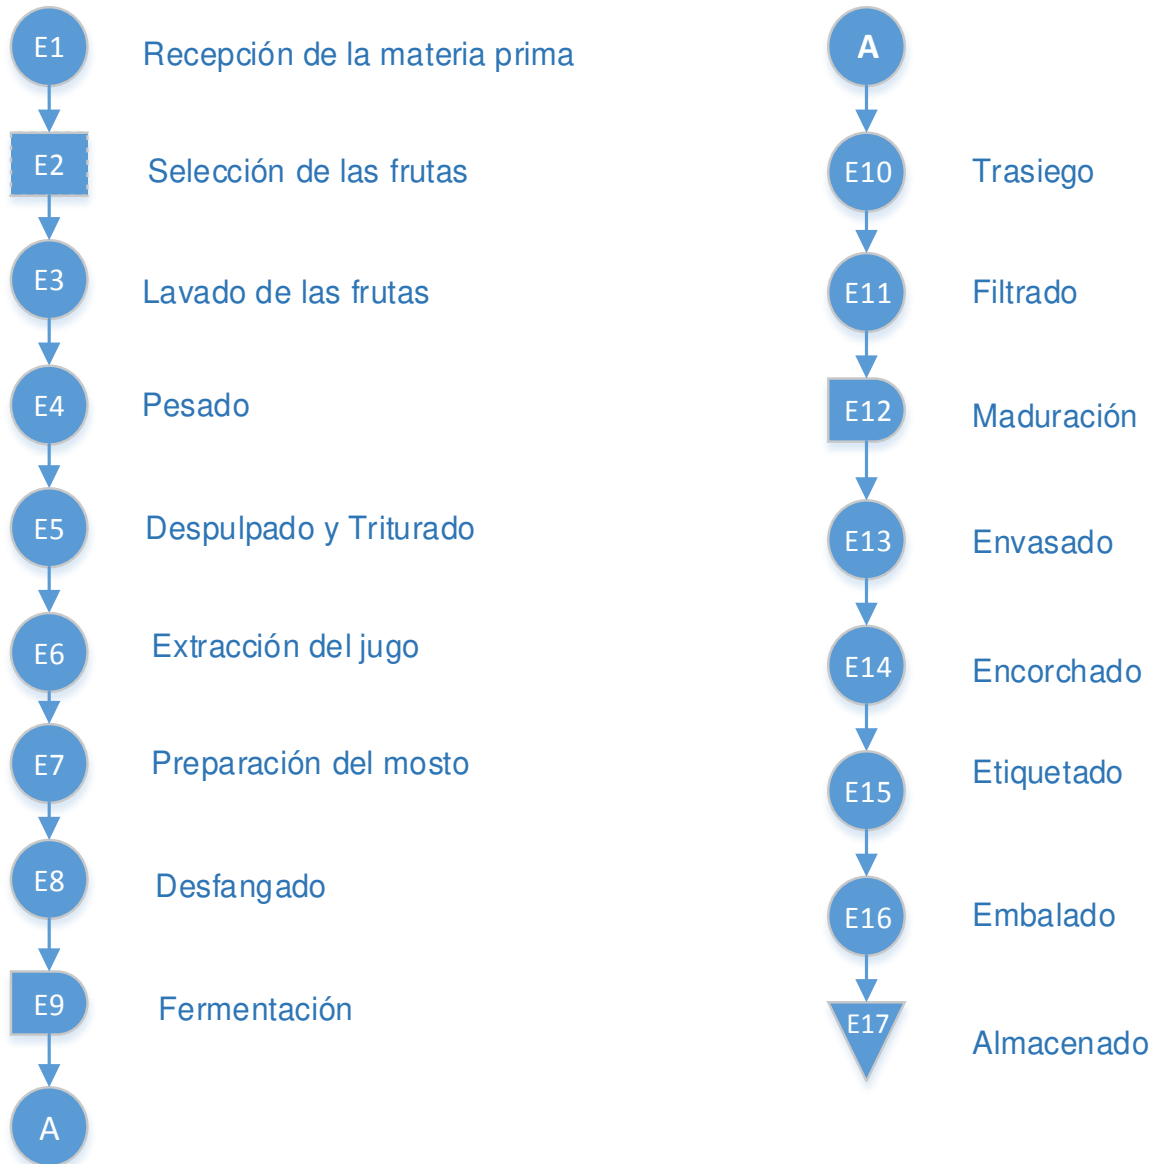 E1 Recepción de la materia prima
E2 Selección de las frutas
E3 Lavado de las frutas
E4 Pesado
E5 Despulpado y Triturado
E6 Extracción del jugo
E7 Preparación del mosto
E8 Desfangado
E9 Fermentación
A
A
E10 Trasiego
E11 Filtrado
E12 Maduración
E13 Envasado
E14 Encorchado
E15 Etiquetado
E16 Embalado
E17 Almacenado